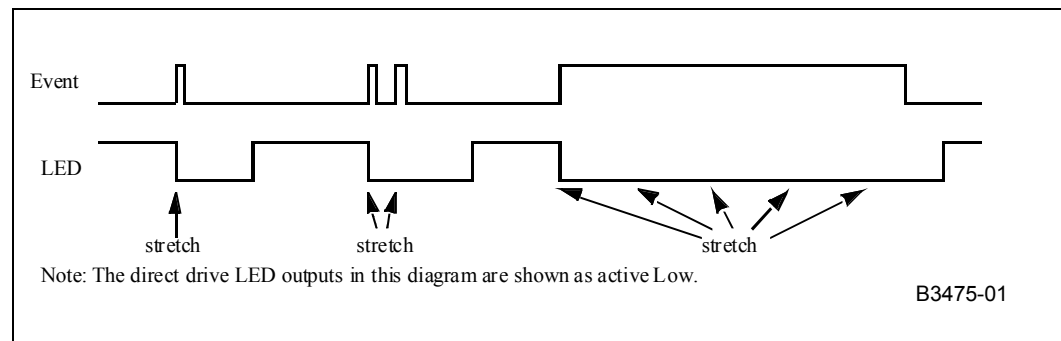 Event
LED
stretch stretch stretch
Note: The direct drive LED outputs in this diagram are shown as active Low.
B3475-01